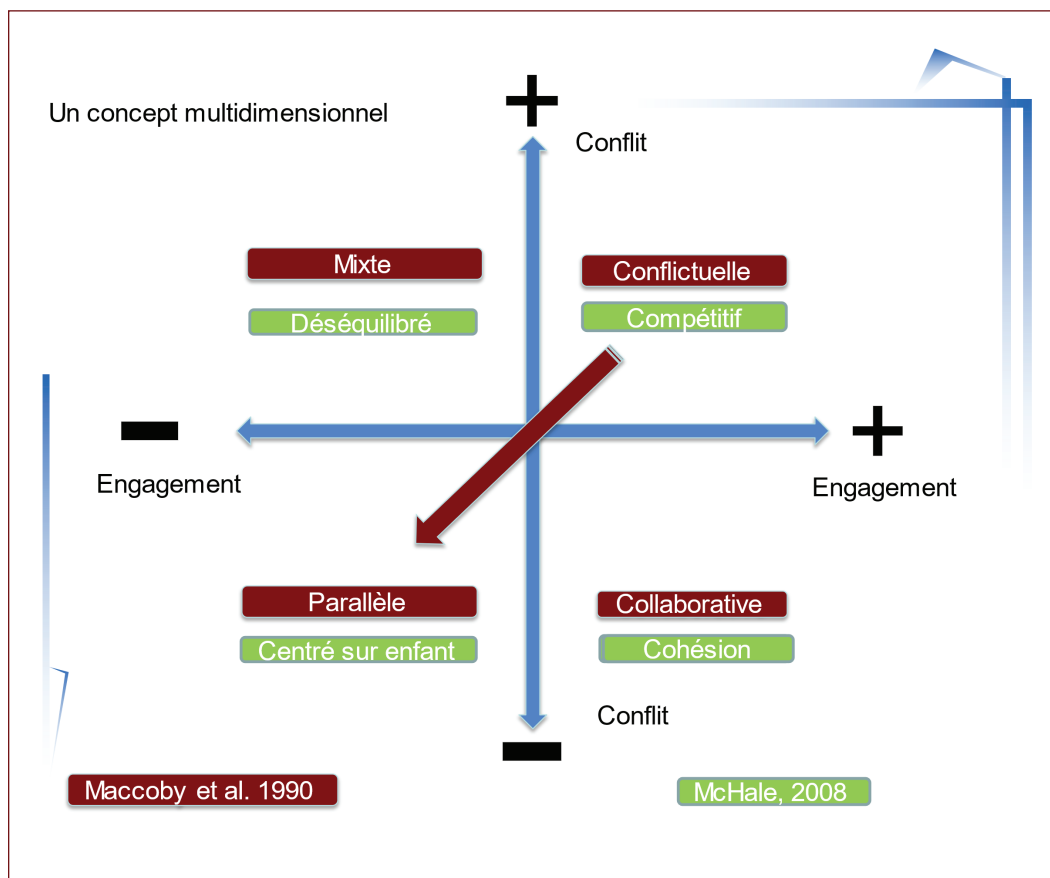 Un concept multidimensionnel
+
Conflit
Mixte
Conflictuelle
Déséquilibré
Compétitif
−
+
Engagement
Engagement
Parallèle
Collaborative
Centré sur enfant
Cohésion
Conflit
−
Maccoby et al. 1990
McHale, 2008